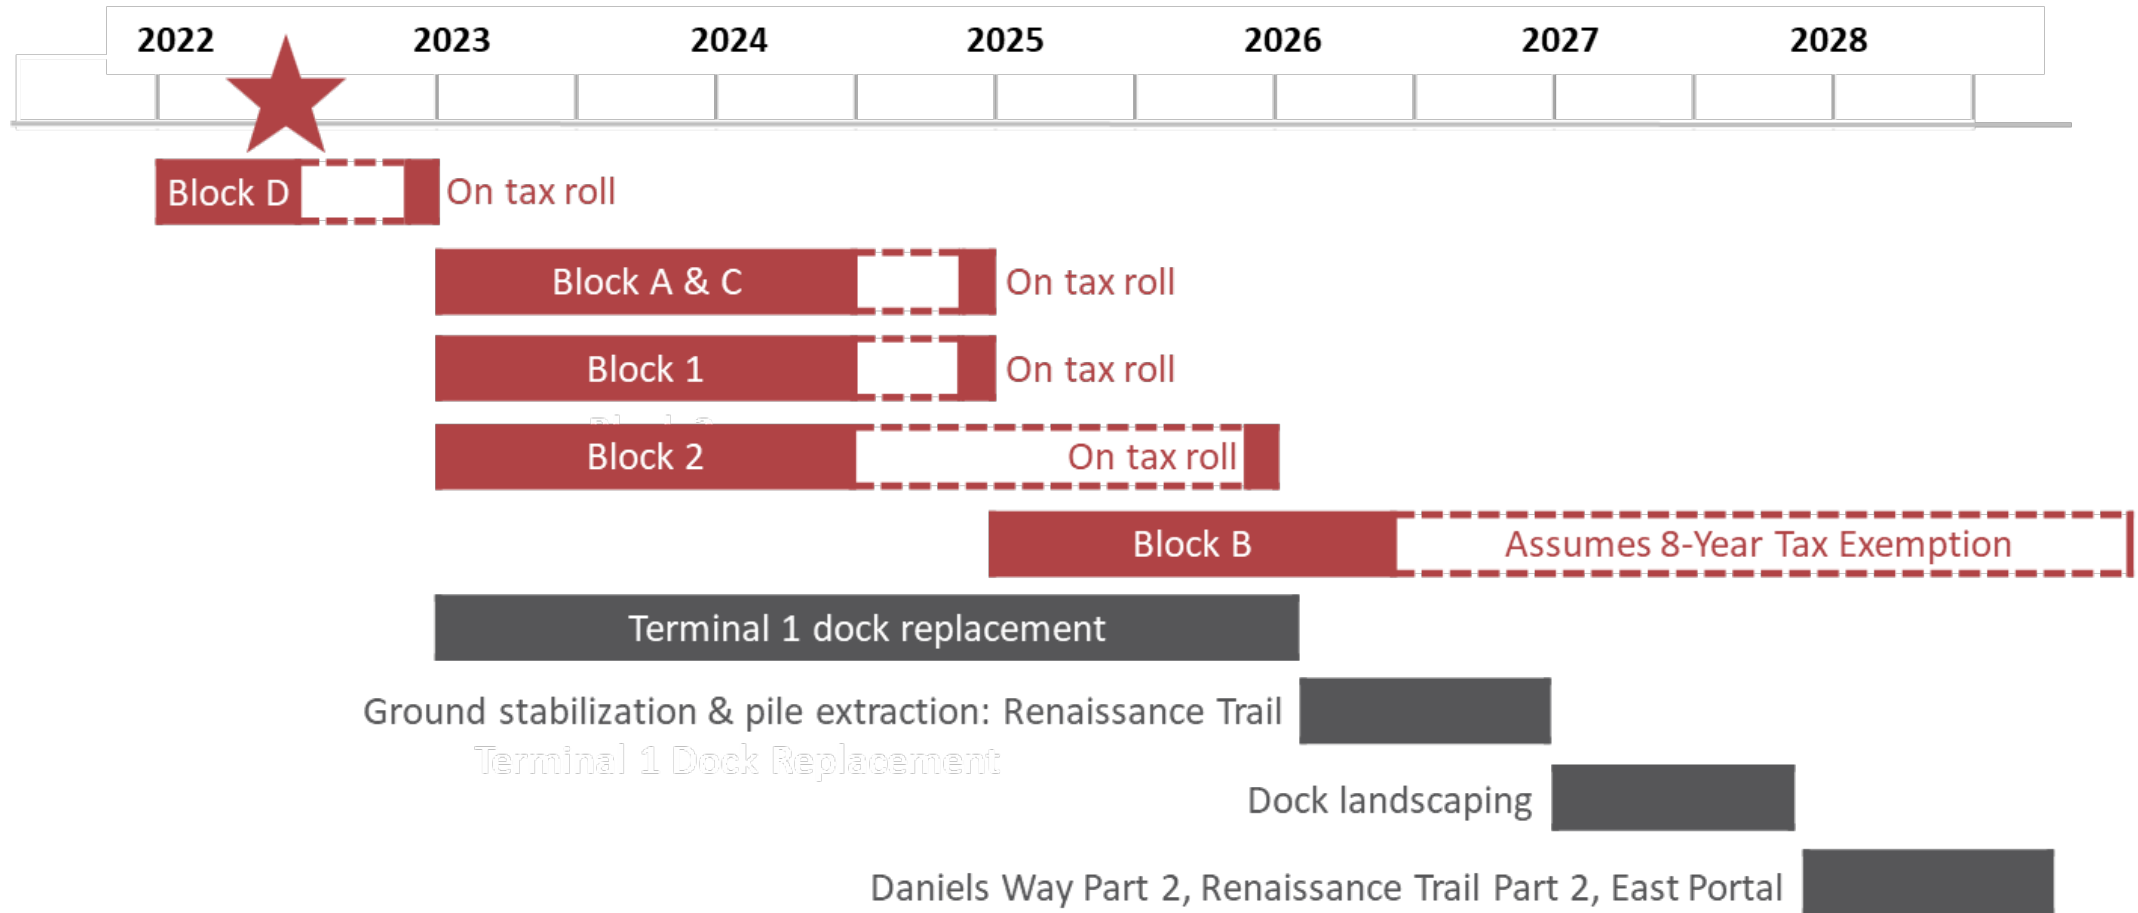 2022 2023 2024 2025 2026 2027 2028
Block D On tax roll
Block A & C On tax roll
Block 1 On tax roll
Block 2 On tax roll
Block B Assumes 8-Year Tax Exemption
Terminal 1 dock replacement
Ground stabilization & pile extraction: Renaissance Trail
Terminal 1 Dock Replacement
Dock landscaping
Daniels Way Part 2, Renaissance Trail Part 2, East Portal